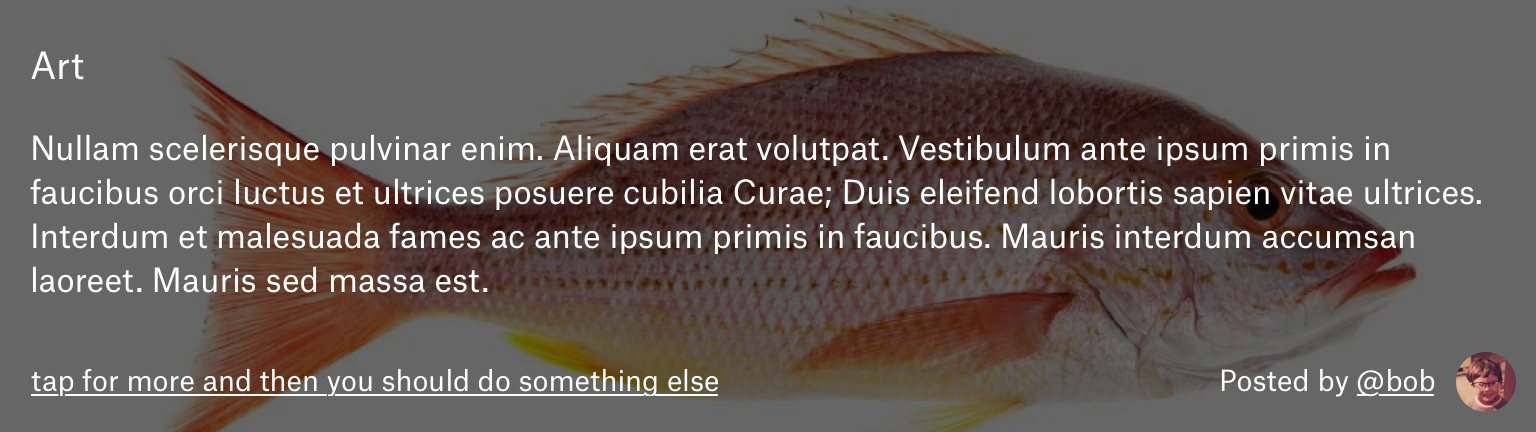 Art
Nullam scelerisque pulvinar enim. Aliquam erat volutpat. Vestibulum ante ipsum primis in
faucibus orci luctus et ultrices posuere cubilia Curae; Duis eleifend lobortis sapien vitae ultrices.
Interdum et malesuada fames ac ante ipsum primis in faucibus. Mauris interdum accumsan
laoreet. Mauris sed massa est.
tap for more and then you should do something else
Posted by @bob